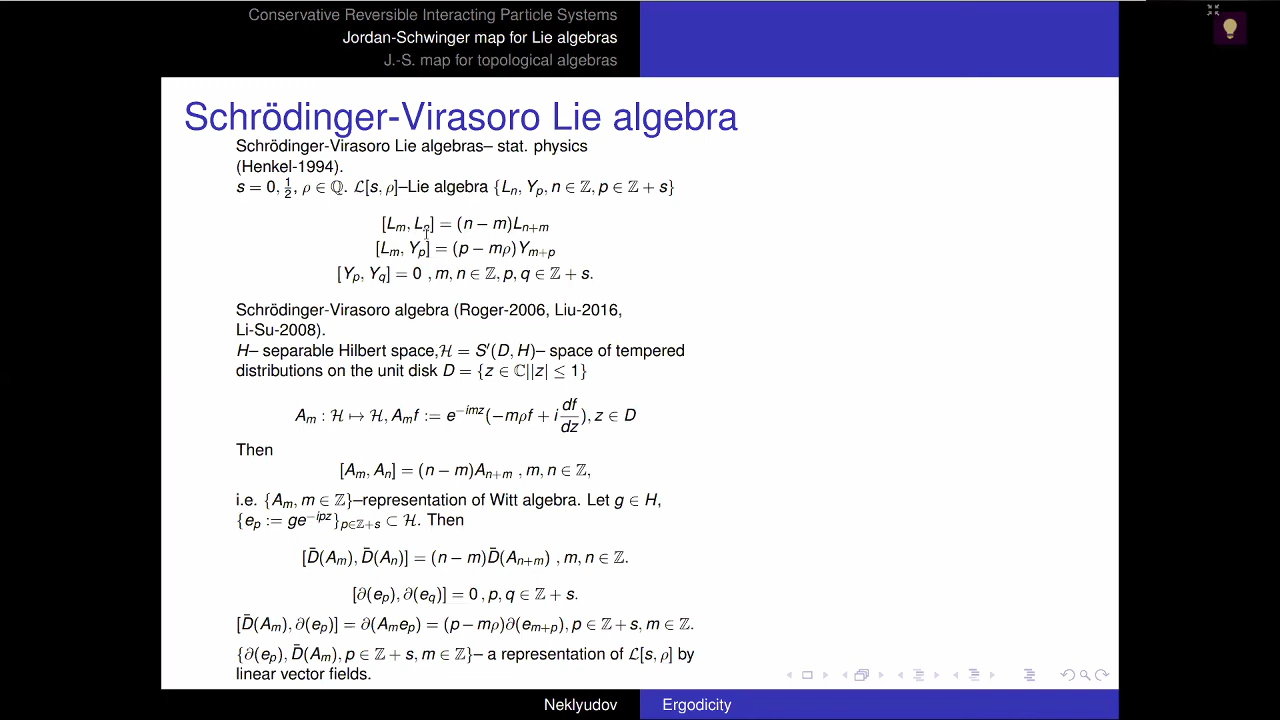 Conservative Reversible Interacting Particle Systems
Jordan-Schwinger map for Lie algebras
J.-S. map for topological algebras
Schrödinger-Virasoro Lie algebra
Schrödinger-Virasoro Lie algebras– stat. physics
(Henkel-1994).
s = 0, 1/2, ρ ∈ ℚ. ℒ[s, ρ]–Lie algebra {L_n, Y_p, n ∈ ℤ, p ∈ ℤ + s}
[L_m, L_n] = (n − m)L_{n+m}
[L_m, Y_p] = (p − mρ)Y_{m+p}
[Y_p, Y_q] = 0 , m, n ∈ ℤ, p, q ∈ ℤ + s.
Schrödinger-Virasoro algebra (Roger-2006, Liu-2016,
Li-Su-2008).
H– separable Hilbert space,ℋ = S′(D, H)– space of tempered
distributions on the unit disk D = {z ∈ ℂ||z| ≤ 1}
A_m : ℋ ↦ ℋ, A_m f := e^{−imz}(−mρf + i df/dz), z ∈ D
Then
[A_m, A_n] = (n − m)A_{n+m} , m, n ∈ ℤ,
i.e. {A_m, m ∈ ℤ}–representation of Witt algebra. Let g ∈ H,
{e_p := ge^{−ipz}}_{p∈ℤ+s} ⊂ ℋ. Then
[D̄(A_m), D̄(A_n)] = (n − m)D̄(A_{n+m}) , m, n ∈ ℤ.
[∂(e_p), ∂(e_q)] = 0 , p, q ∈ ℤ + s.
[D̄(A_m), ∂(e_p)] = ∂(A_m e_p) = (p − mρ)∂(e_{m+p}), p ∈ ℤ + s, m ∈ ℤ.
{∂(e_p), D̄(A_m), p ∈ ℤ + s, m ∈ ℤ}– a representation of ℒ[s, ρ] by
linear vector fields.
Neklyudov
Ergodicity